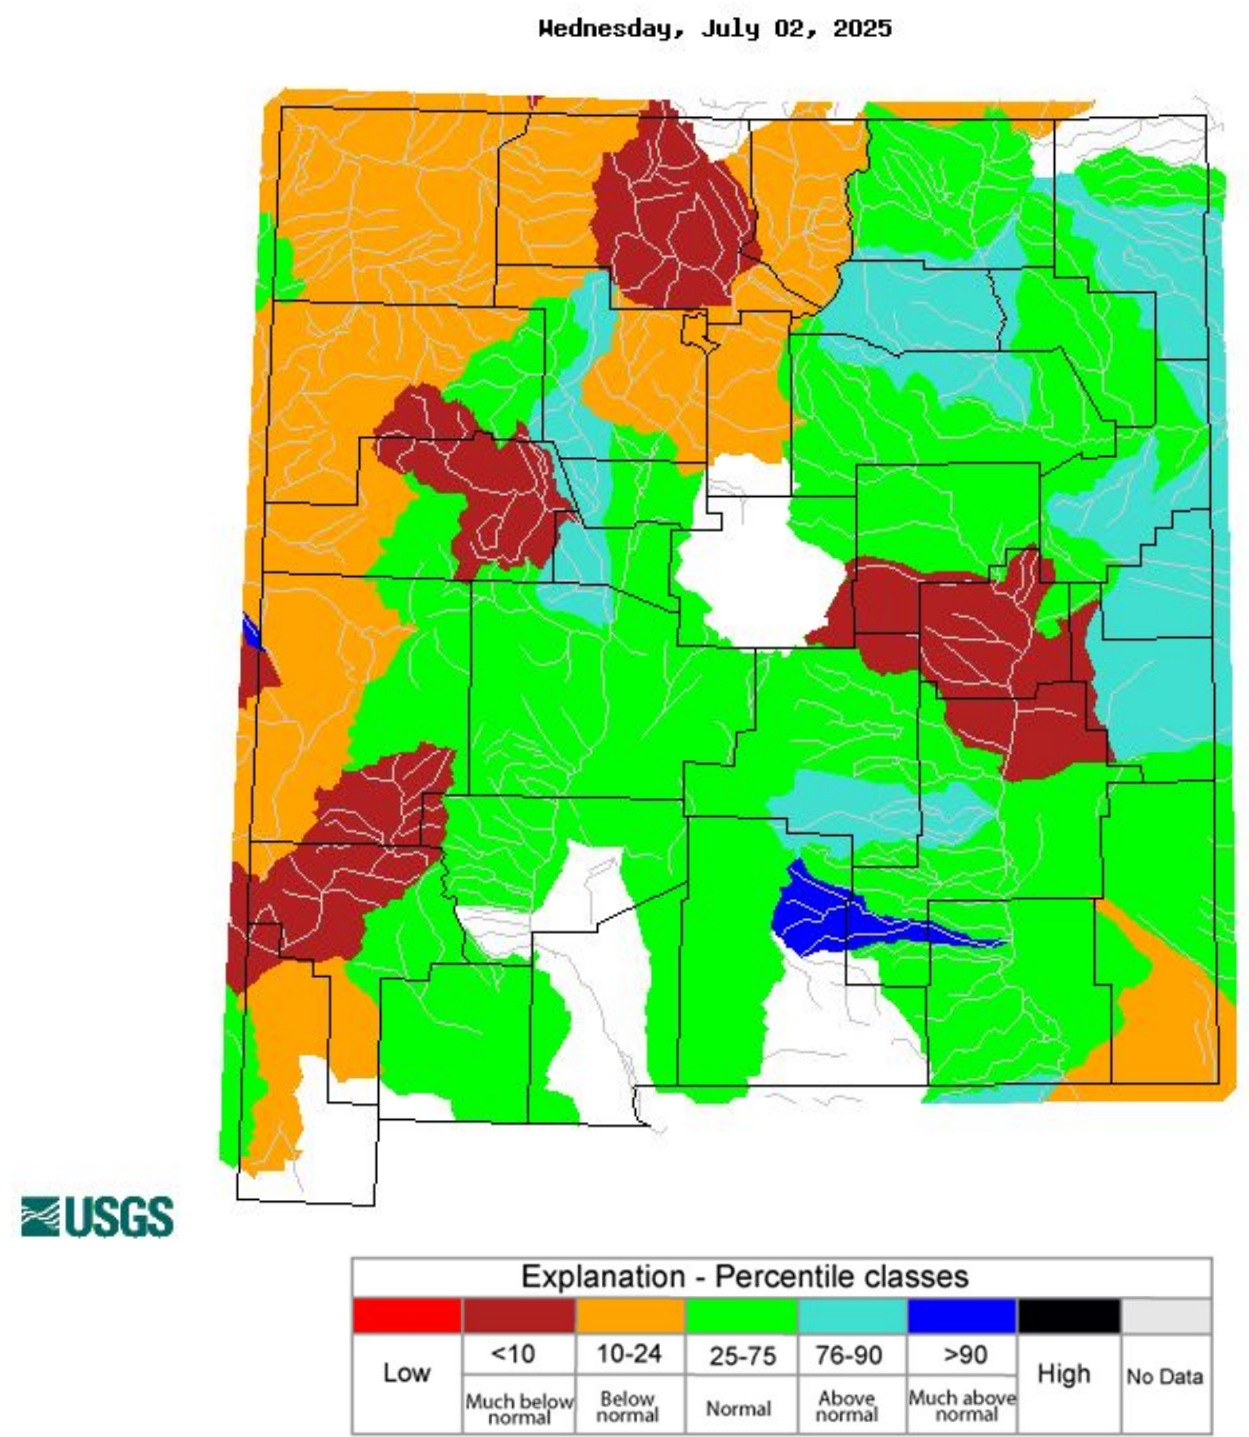 Wednesday, July 02, 2025
USGS
Explanation - Percentile classes
Low
<10
10-24
25-75
76-90
>90
High
No Data
Much below normal
Below normal
Normal
Above normal
Much above normal